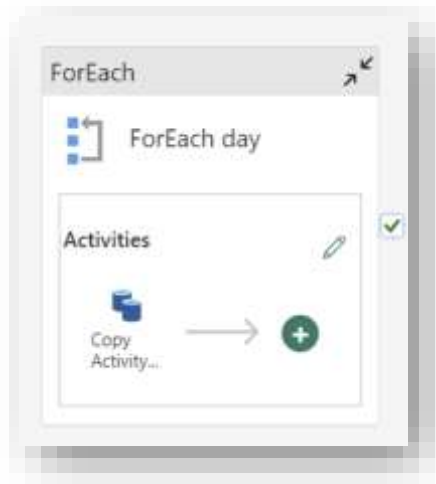 ForEach
ForEach day
Activities
Copy
Activity...